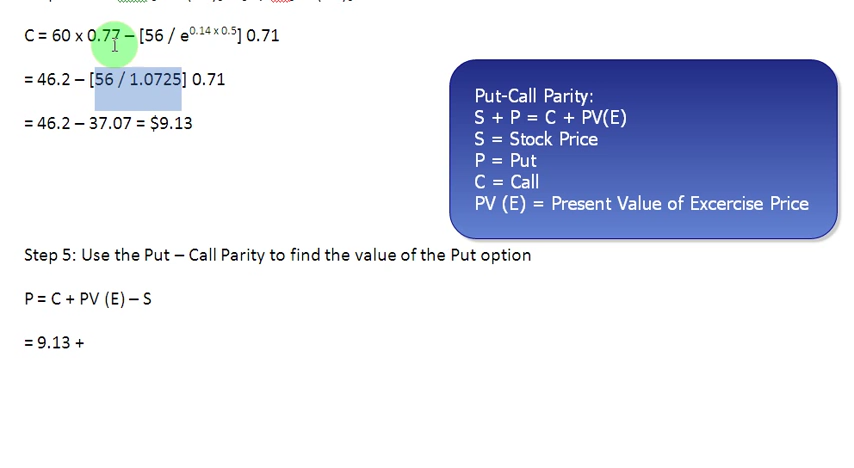 C = 60 x 0.77 – [56 / e^0.14 x 0.5] 0.71
= 46.2 – [56 / 1.0725] 0.71
= 46.2 – 37.07 = $9.13
Put-Call Parity:
S + P = C + PV(E)
S = Stock Price
P = Put
C = Call
PV (E) = Present Value of Excercise Price
Step 5: Use the Put – Call Parity to find the value of the Put option
P = C + PV (E) – S
= 9.13 +